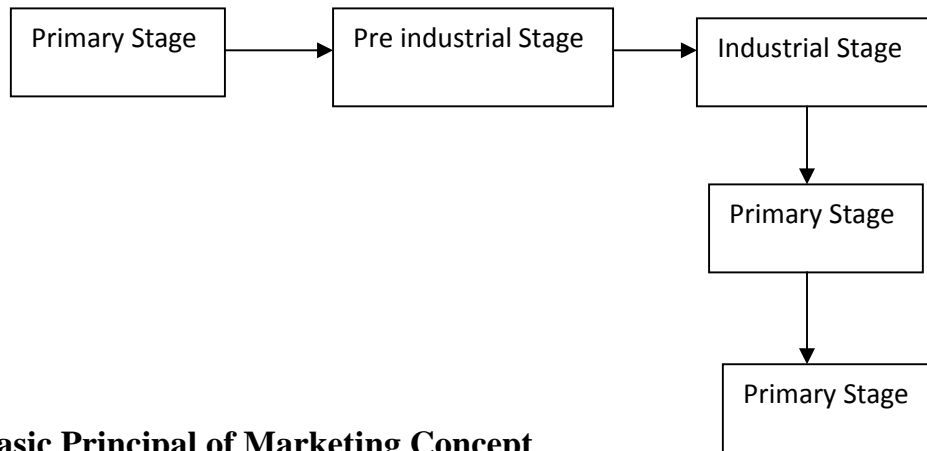 Primary Stage
Pre industrial Stage
Industrial Stage
Primary Stage
Primary Stage
asic Principal of Marketing Concept